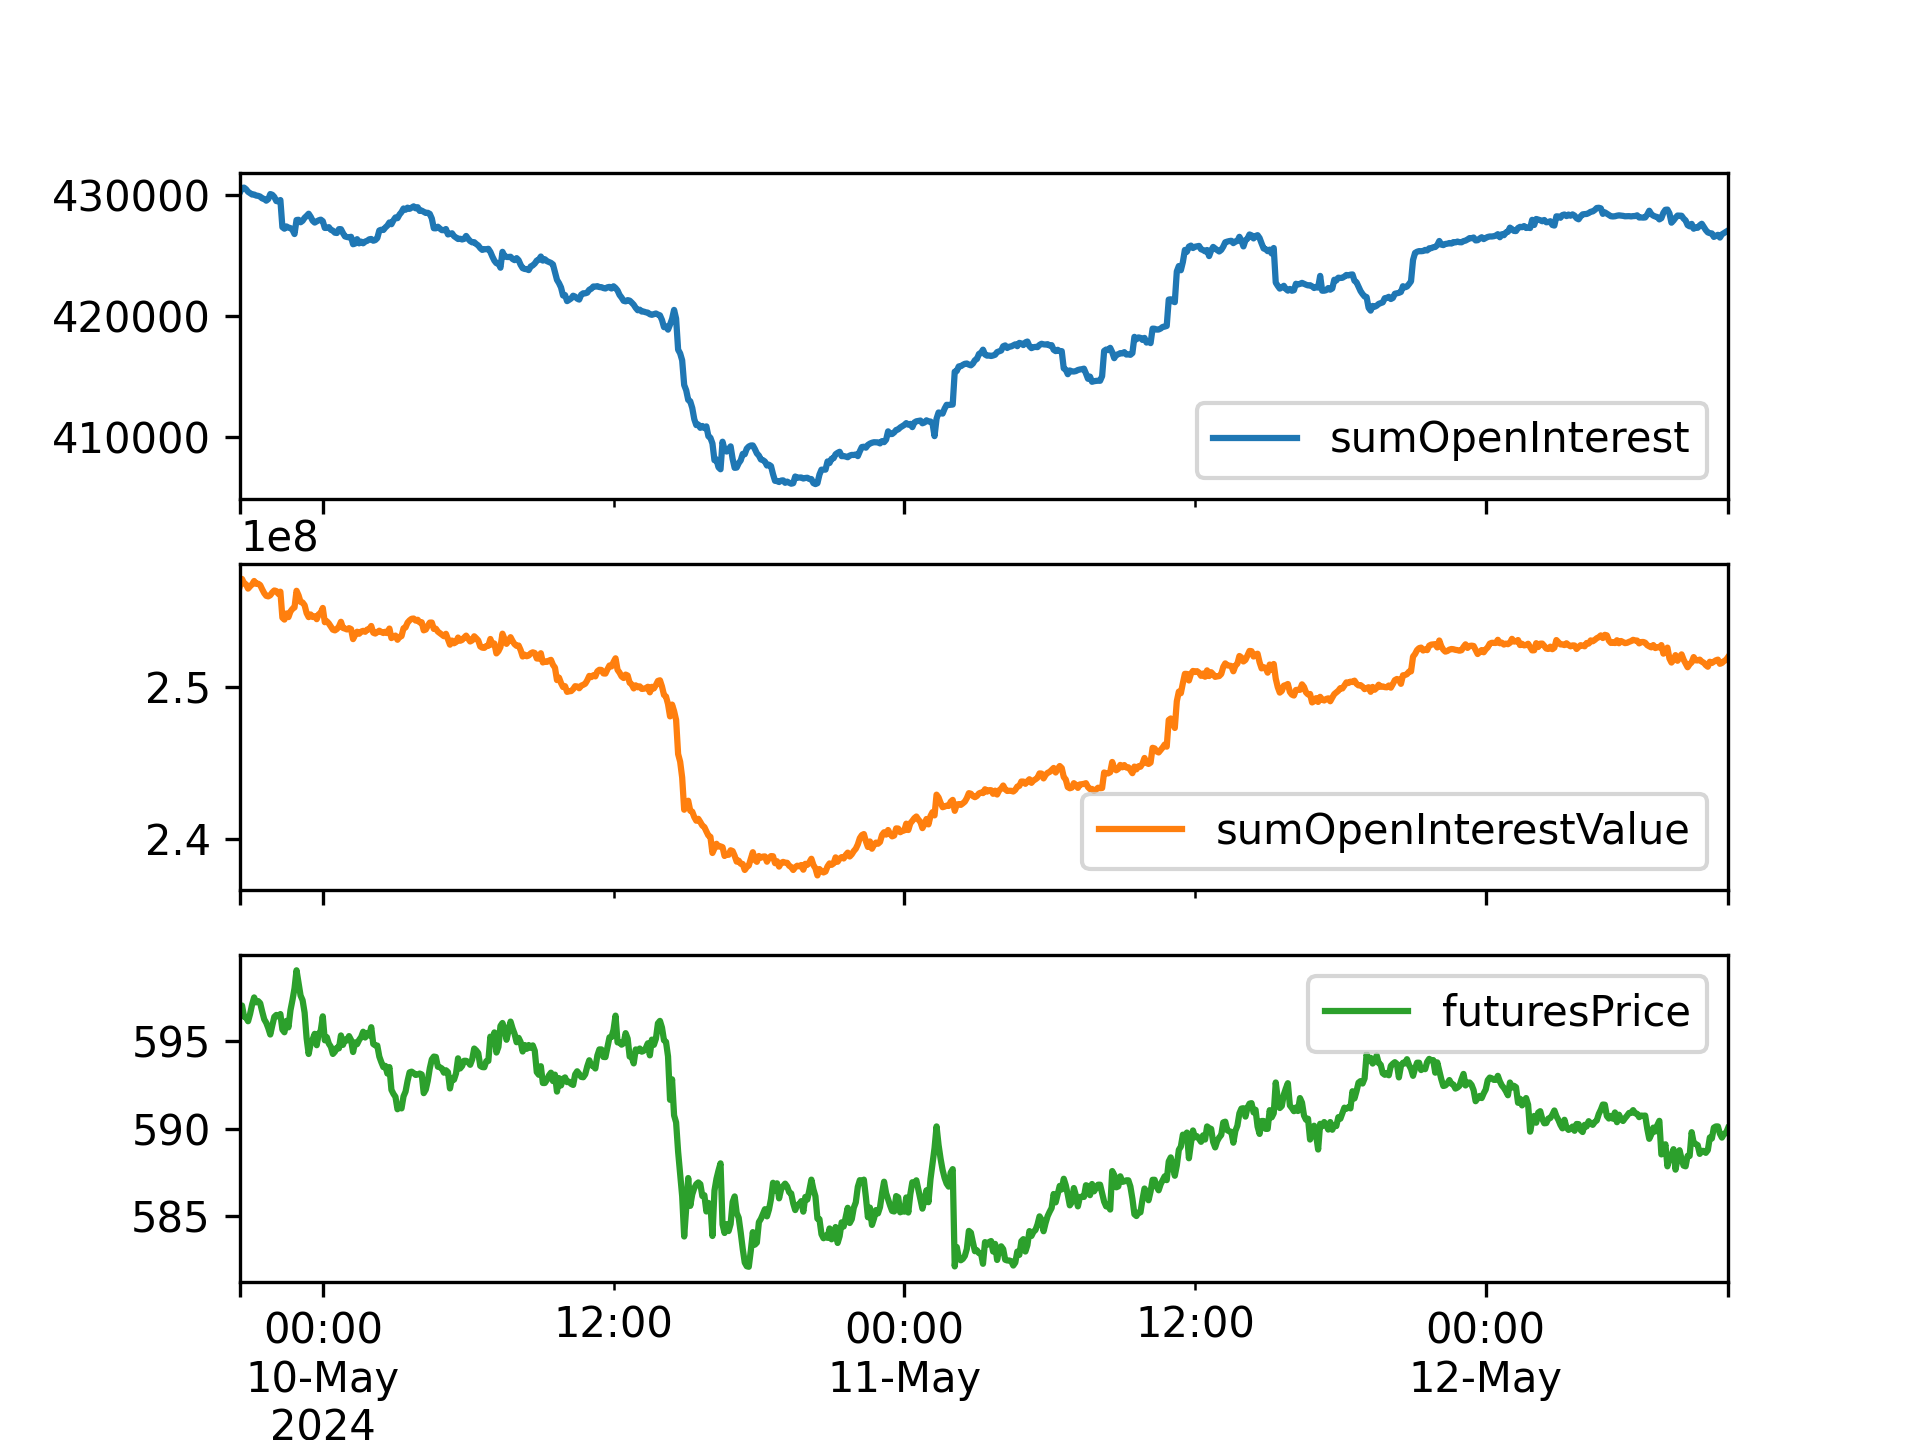 430000
420000
410000
sumOpenInterest
1e8
2.5
2.4
sumOpenInterestValue
595
590
585
futuresPrice
00:00 12:00 00:00 12:00 00:00
10-May 11-May 12-May
2024